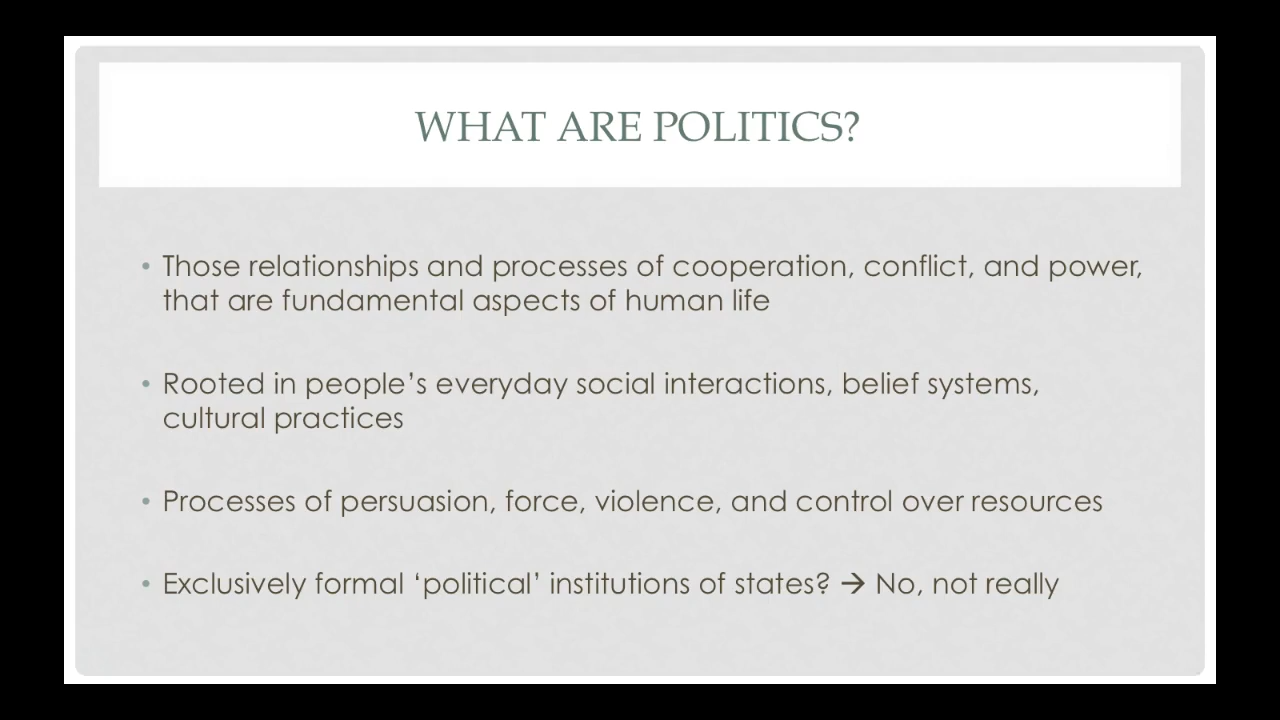 WHAT ARE POLITICS?
• Those relationships and processes of cooperation, conflict, and power,
that are fundamental aspects of human life
• Rooted in people’s everyday social interactions, belief systems,
cultural practices
• Processes of persuasion, force, violence, and control over resources
• Exclusively formal ‘political’ institutions of states? → No, not really